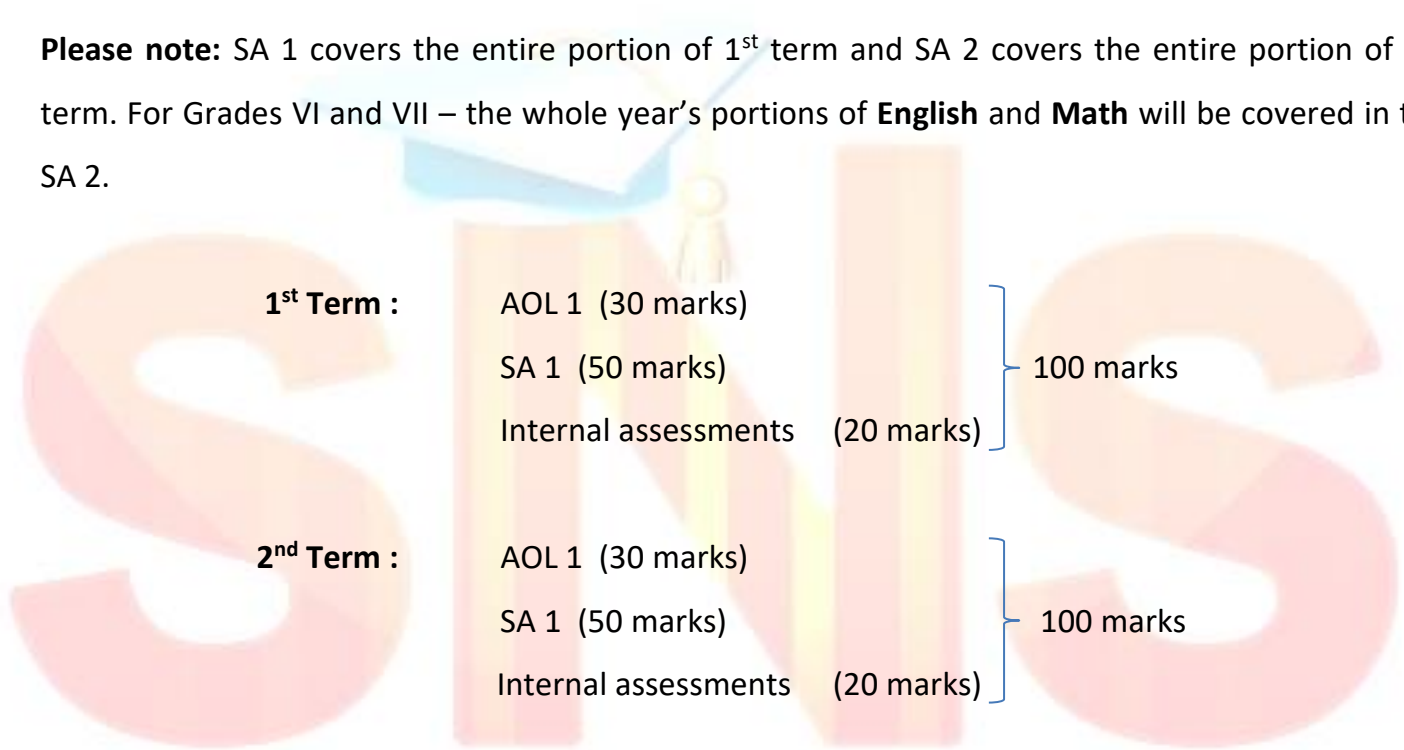 Please note: SA 1 covers the entire portion of 1st term and SA 2 covers the entire portion of
term. For Grades VI and VII – the whole year's portions of English and Math will be covered in
SA 2.
1st Term : AOL 1 (30 marks)
SA 1 (50 marks) 100 marks
Internal assessments (20 marks)
2nd Term : AOL 1 (30 marks)
SA 1 (50 marks) 100 marks
Internal assessments (20 marks)
SNS